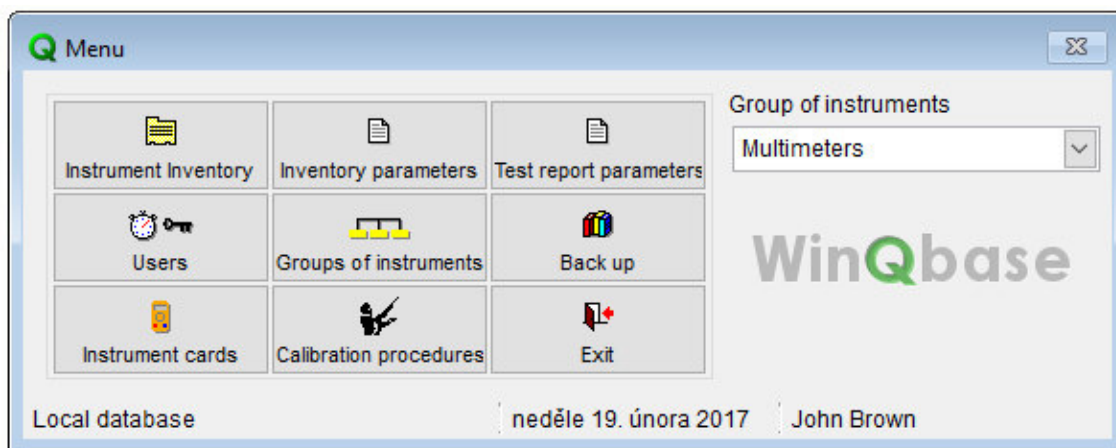 Menu
Group of instruments
Multimeters
Instrument Inventory
Inventory parameters
Test report parameters
Users
Groups of instruments
Back up
Instrument cards
Calibration procedures
Exit
WinQbase
Local database
neděle 19. února 2017
John Brown